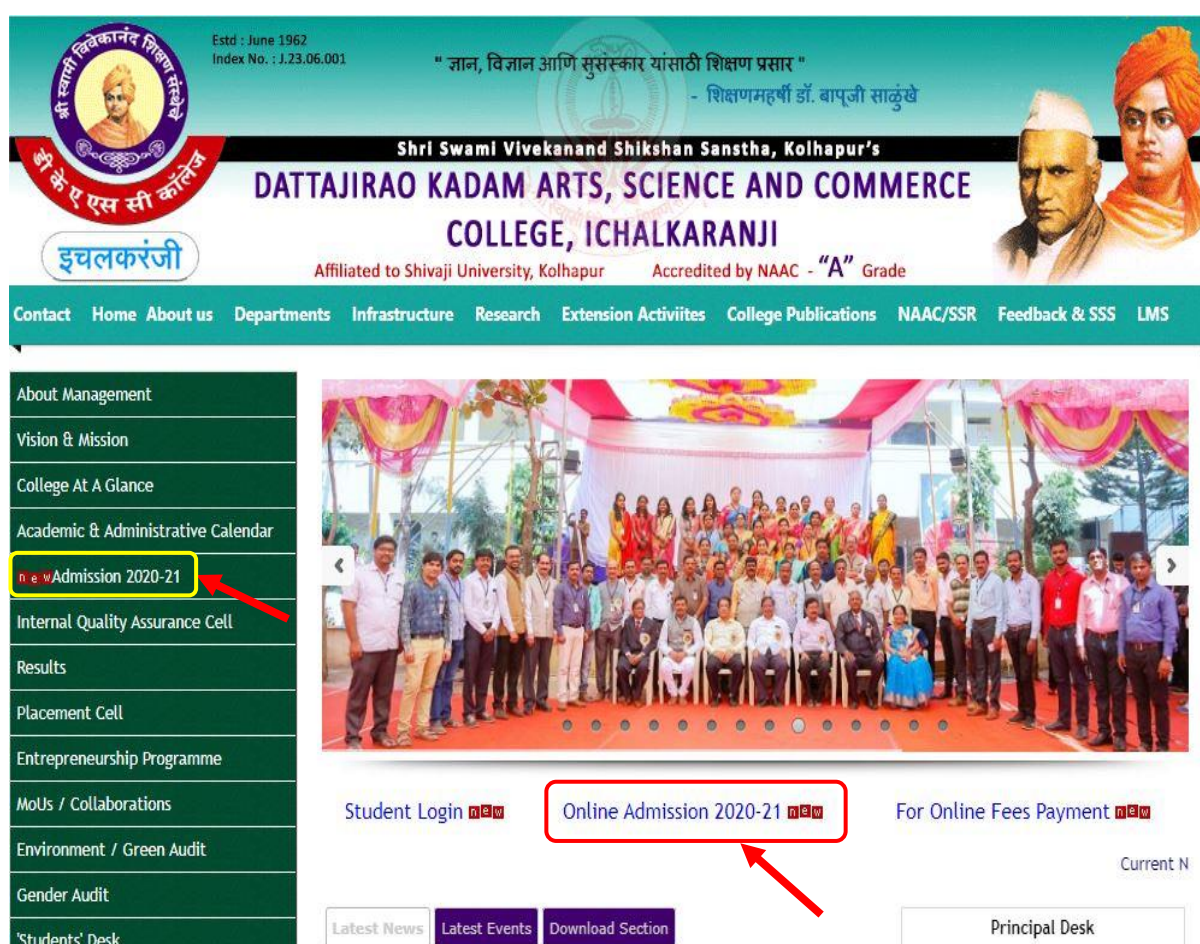 श्री स्वामी विवेकानंद शिक्षण संस्थेचे
डी के ए एस सी कॉलेज
इचलकरंजी
Estd : June 1962
Index No. : J.23.06.001
" ज्ञान, विज्ञान आणि सुसंस्कार यांसाठी शिक्षण प्रसार "
- शिक्षणमहर्षी डॉ. बापूजी साळुंखे
Shri Swami Vivekanand Shikshan Sanstha, Kolhapur's
DATTAJIRAO KADAM ARTS, SCIENCE AND COMMERCE
COLLEGE, ICHALKARANJI
Affiliated to Shivaji University, Kolhapur Accredited by NAAC - "A" Grade
Contact Home About us Departments Infrastructure Research Extension Activiites College Publications NAAC/SSR Feedback & SSS LMS
About Management
Vision & Mission
College At A Glance
Academic & Administrative Calendar
new Admission 2020-21
Internal Quality Assurance Cell
Results
Placement Cell
Entrepreneurship Programme
MoUs / Collaborations
Environment / Green Audit
Gender Audit
'Students' Desk
Student Login new Online Admission 2020-21 new For Online Fees Payment new
Current N
Latest News Latest Events Download Section
Principal Desk